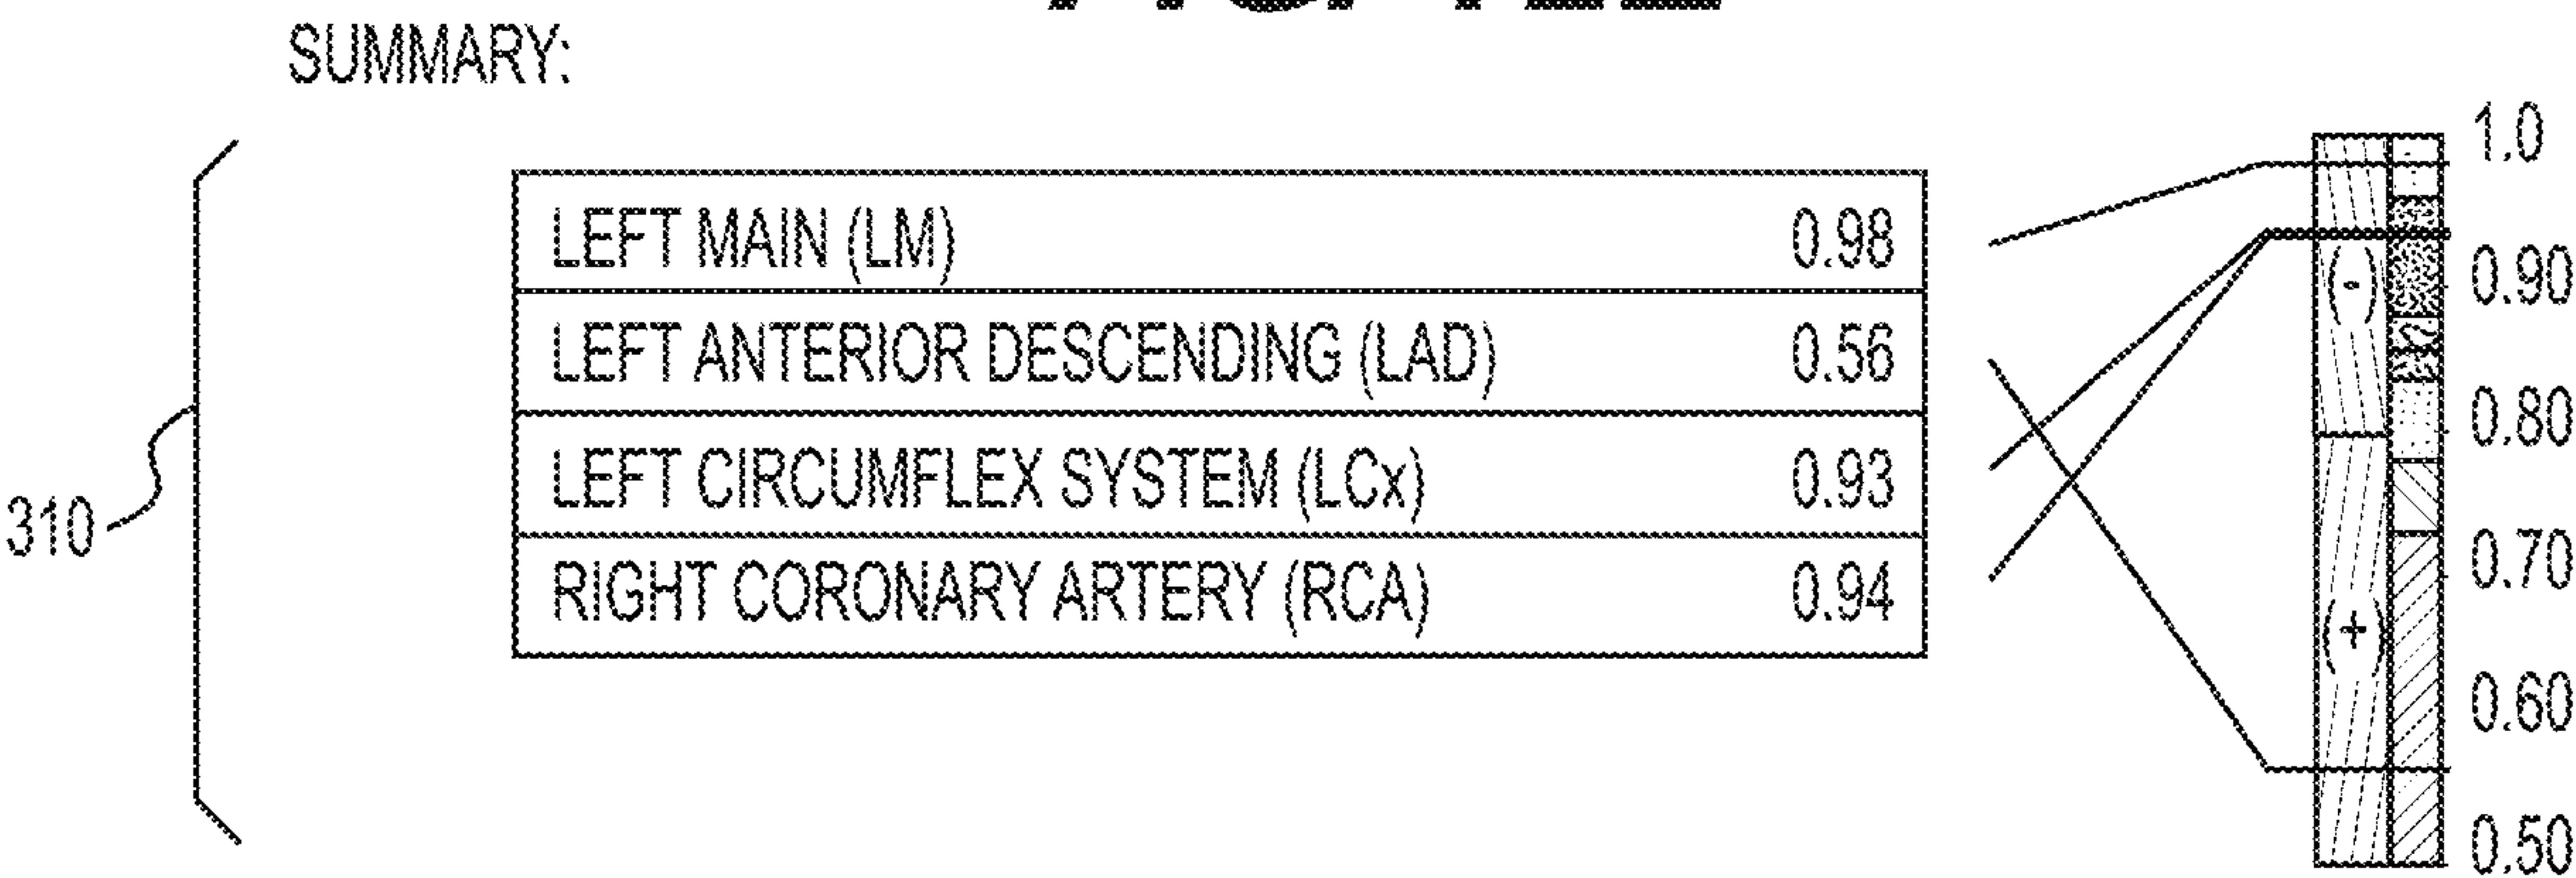 SUMMARY:
LEFT MAIN (LM) 0.98
LEFT ANTERIOR DESCENDING (LAD) 0.56
LEFT CIRCUMFLEX SYSTEM (LCx) 0.93
RIGHT CORONARY ARTERY (RCA) 0.94
310
1.0
(-) 0.90
0.80
0.70
(+)
0.60
0.50